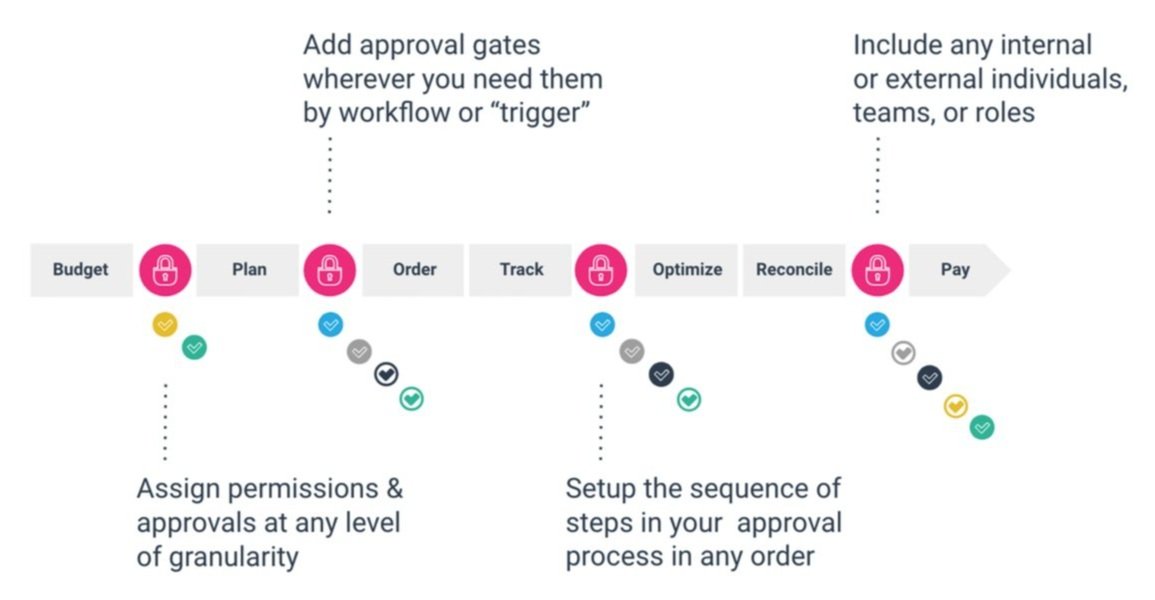 Add approval gates
wherever you need them
by workflow or “trigger”
Include any internal
or external individuals,
teams, or roles
Budget
Plan
Order
Track
Optimize
Reconcile
Pay
Assign permissions &
approvals at any level
of granularity
Setup the sequence of
steps in your  approval
process in any order